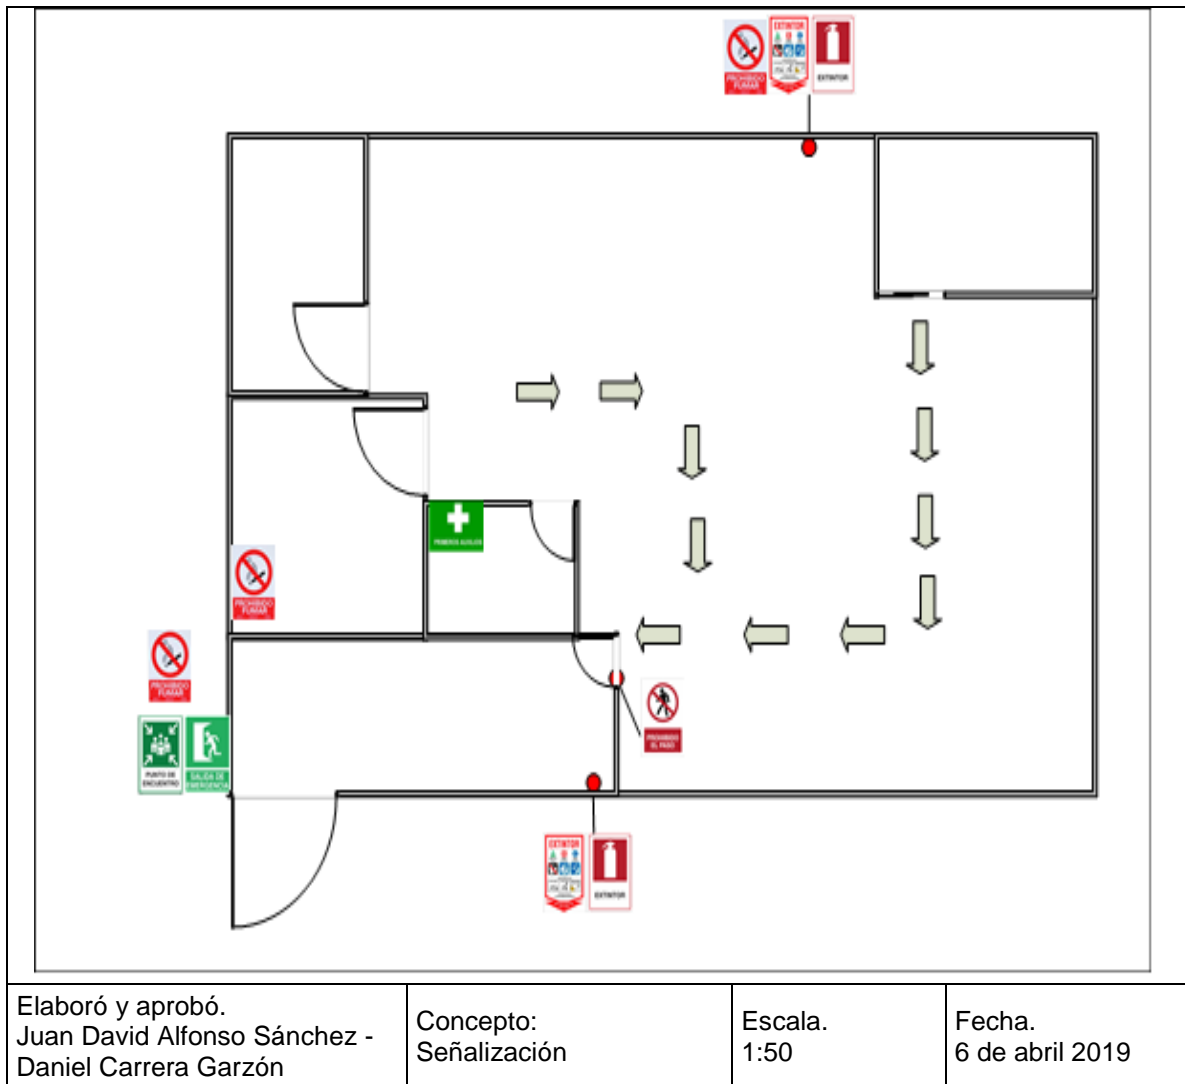 EXTINTOR
PROHIBIDO
FUMAR
EXTINTOR
PRIMEROS AUXILIOS
PROHIBIDO
FUMAR
PROHIBIDO
FUMAR
PROHIBIDO
EL PASO
PUNTO DE
ENCUENTRO
SALIDA DE
EMERGENCIA
EXTINTOR
EXTINTOR
Elaboró y aprobó.
Juan David Alfonso Sánchez -
Daniel Carrera Garzón
Concepto:
Señalización
Escala.
1:50
Fecha.
6 de abril 2019